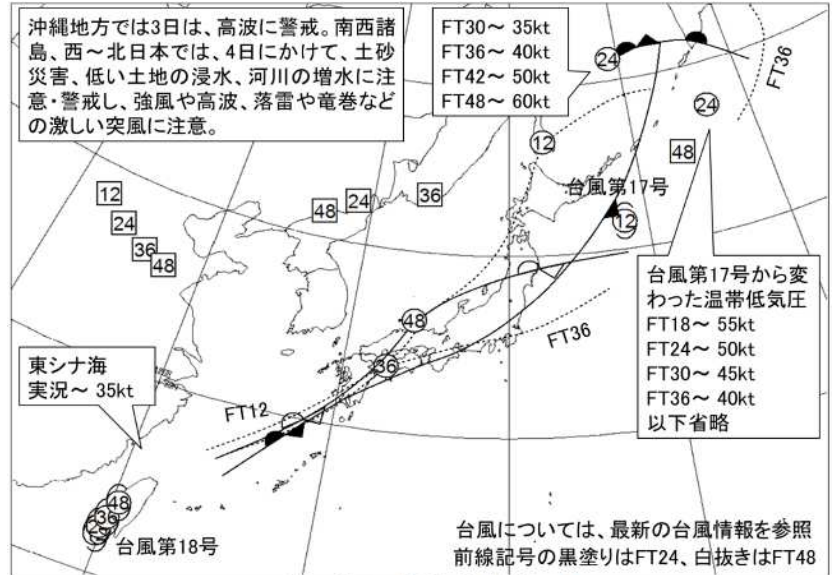 沖縄地方では3日は、高波に警戒。南西諸
島、西～北日本では、4日にかけて、土砂
災害、低い土地の浸水、河川の増水に注
意・警戒し、強風や高波、落雷や竜巻など
の激しい突風に注意。
FT30～ 35kt
FT36～ 40kt
FT42～ 50kt
FT48～ 60kt
24
FT36
24
12
48
12
24
36
48
48
24
36
台風第17号
12
台風第17号から変
わった温帯低気圧
FT18～ 55kt
FT24～ 50kt
FT30～ 45kt
FT36～ 40kt
以下省略
48
36
FT36
東シナ海
実況～ 35kt
FT12
48
36
24
台風第18号
台風については、最新の台風情報を参照
前線記号の黒塗りはFT24、白抜きはFT48